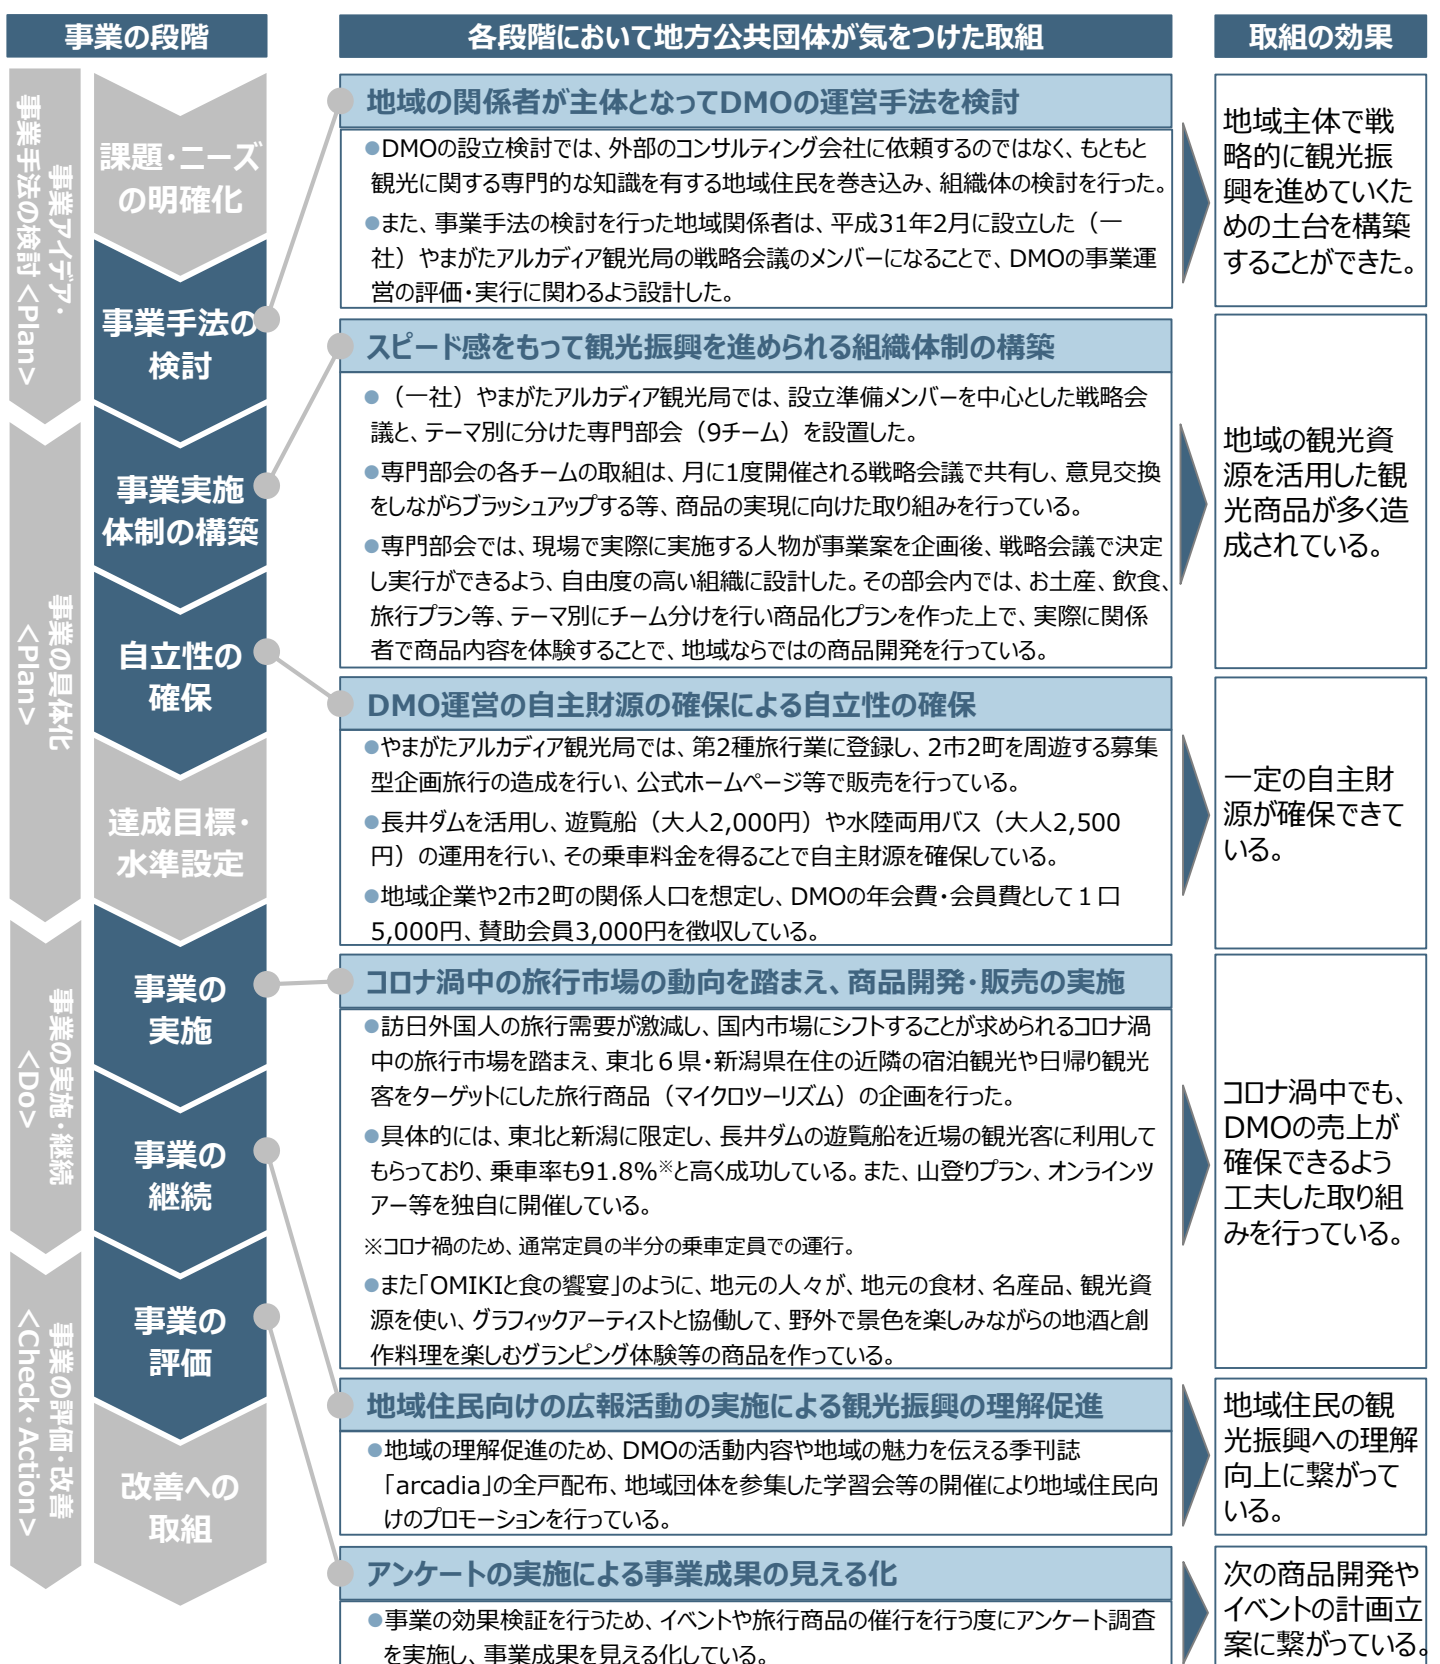 事業の段階
各段階において地方公共団体が気をつけた取組
取組の効果
事業アイデア・
事業手法の検討 <Plan>
事業の具体化
<Plan>
事業の実施・継続
<Do>
事業の評価・改善
<Check・Action>
課題・ニーズ
の明確化
事業手法の
検討
事業実施
体制の構築
自立性の
確保
達成目標・
水準設定
事業の
実施
事業の
継続
事業の
評価
改善への
取組
地域の関係者が主体となってDMOの運営手法を検討
●DMOの設立検討では、外部のコンサルティング会社に依頼するのではなく、もともと
観光に関する専門的な知識を有する地域住民を巻き込み、組織体の検討を行った。
●また、事業手法の検討を行った地域関係者は、平成31年2月に設立した（一
社）やまがたアルカディア観光局の戦略会議のメンバーになることで、DMOの事業運
営の評価・実行に関わるよう設計した。
地域主体で戦
略的に観光振
興を進めていくた
めの土台を構築
することができた。
スピード感をもって観光振興を進められる組織体制の構築
●（一社）やまがたアルカディア観光局では、設立準備メンバーを中心とした戦略会
議と、テーマ別に分けた専門部会（9チーム）を設置した。
●専門部会の各チームの取組は、月に1度開催される戦略会議で共有し、意見交換
をしながらブラッシュアップする等、商品の実現に向けた取り組みを行っている。
●専門部会では、現場で実際に実施する人物が事業案を企画後、戦略会議で決定
し実行ができるよう、自由度の高い組織に設計した。その部会内では、お土産、飲食、
旅行プラン等、テーマ別にチーム分けを行い商品化プランを作った上で、実際に関係
者で商品内容を体験することで、地域ならではの商品開発を行っている。
地域の観光資
源を活用した観
光商品が多く造
成されている。
DMO運営の自主財源の確保による自立性の確保
●やまがたアルカディア観光局では、第2種旅行業に登録し、2市2町を周遊する募集
型企画旅行の造成を行い、公式ホームページ等で販売を行っている。
●長井ダムを活用し、遊覧船（大人2,000円）や水陸両用バス（大人2,500
円）の運用を行い、その乗車料金を得ることで自主財源を確保している。
●地域企業や2市2町の関係人口を想定し、DMOの年会費・会員費として１口
5,000円、賛助会員3,000円を徴収している。
一定の自主財
源が確保できて
いる。
コロナ渦中の旅行市場の動向を踏まえ、商品開発・販売の実施
●訪日外国人の旅行需要が激減し、国内市場にシフトすることが求められるコロナ渦
中の旅行市場を踏まえ、東北６県・新潟県在住の近隣の宿泊観光や日帰り観光
客をターゲットにした旅行商品（マイクロツーリズム）の企画を行った。
●具体的には、東北と新潟に限定し、長井ダムの遊覧船を近場の観光客に利用して
もらっており、乗車率も91.8%※と高く成功している。また、山登りプラン、オンラインツ
アー等を独自に開催している。
※コロナ禍のため、通常定員の半分の乗車定員での運行。
●また「OMIKIと食の饗宴」のように、地元の人々が、地元の食材、名産品、観光資
源を使い、グラフィックアーティストと協働して、野外で景色を楽しみながらの地酒と創
作料理を楽しむグランピング体験等の商品を作っている。
コロナ渦中でも、
DMOの売上が
確保できるよう
工夫した取り組
みを行っている。
地域住民向けの広報活動の実施による観光振興の理解促進
●地域の理解促進のため、DMOの活動内容や地域の魅力を伝える季刊誌
「arcadia」の全戸配布、地域団体を参集した学習会等の開催により地域住民向
けのプロモーションを行っている。
地域住民の観
光振興への理解
向上に繋がって
いる。
アンケートの実施による事業成果の見える化
●事業の効果検証を行うため、イベントや旅行商品の催行を行う度にアンケート調査
を実施し、事業成果を見える化している。
次の商品開発や
イベントの計画立
案に繋がっている。